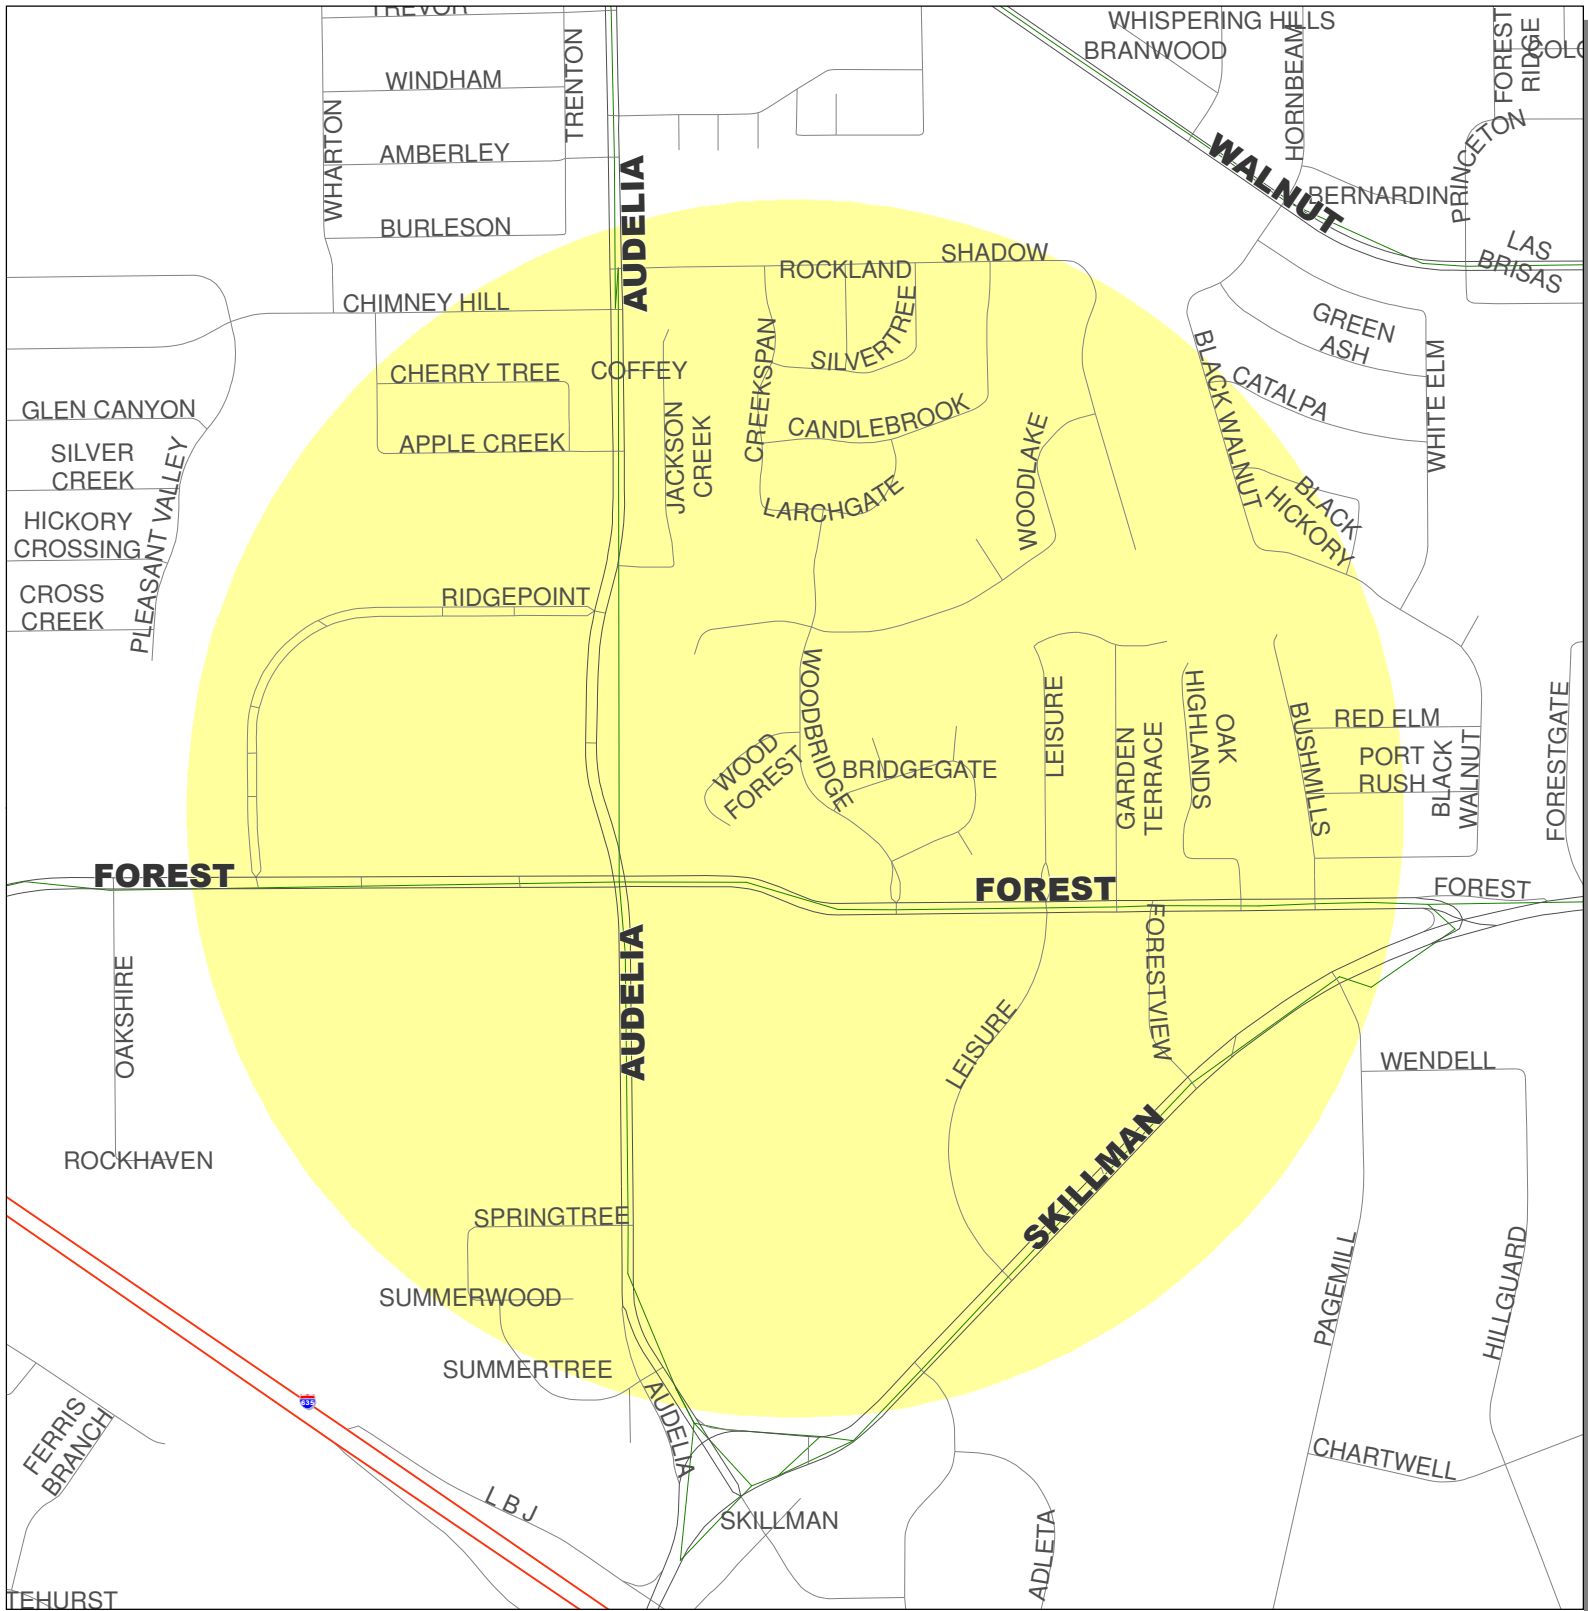 TREVOR
WHISPERING HILLS
BRANWOOD
HORNBEAM
FOREST
RIDGE
COLO
WINDHAM
TRENTON
WHARTON
AMBERLEY
PRINCETON
WALNUT
BERNARDIN
BURLESON
AUDELIA
LAS
BRISAS
SHADOW
ROCKLAND
CHIMNEY HILL
SILVERTREE
GREEN
ASH
CREEKSPAN
SILVERTREE
COFFEY
CHERRY TREE
BLACK WALNUT
CATALPA
WHITE ELM
GLEN CANYON
CANDLEBROOK
APPLE CREEK
JACKSON
CREEK
WOODLAKE
SILVER
CREEK
PLEASANT VALLEY
LARCHGATE
BLACK
HICKORY
HICKORY
CROSSING
CROSS
CREEK
RIDGEPOINT
WOODBRIDGE
LEISURE
HIGHLANDS
OAK
GARDEN
TERRACE
BUSHMILLS
RED ELM
PORT
RUSH
BLACK
WALNUT
FORESTGATE
WOOD
FOREST
BRIDGEGATE
FOREST
FOREST
FOREST
AUDELIA
FORESTVIEW
OAKSHIRE
LEISURE
WENDELL
SKILLMAN
ROCKHAVEN
SPRINGTREE
PAGEMILL
HILLGUARD
SUMMERWOOD
SUMMERTREE
AUDELIA
635
FERRIS
BRANCH
CHARTWELL
L B J
SKILLMAN
ADLETA
TEHURST